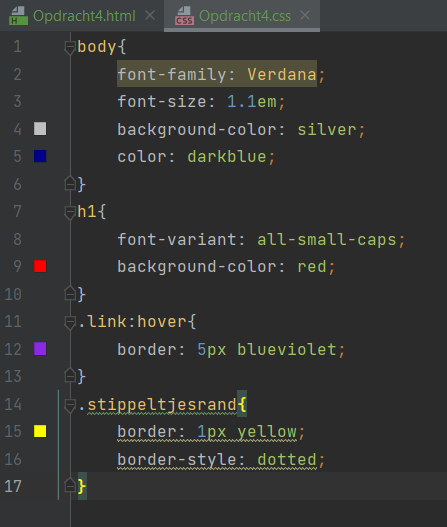 Opdracht4.html Opdracht4.css
1 body{
2 font-family: Verdana;
3 font-size: 1.1em;
4 background-color: silver;
5 color: darkblue;
6 }
7 h1{
8 font-variant: all-small-caps;
9 background-color: red;
10 }
11 .link:hover{
12 border: 5px blueviolet;
13 }
14 .stippeltjesrand{
15 border: 1px yellow;
16 border-style: dotted;
17 }